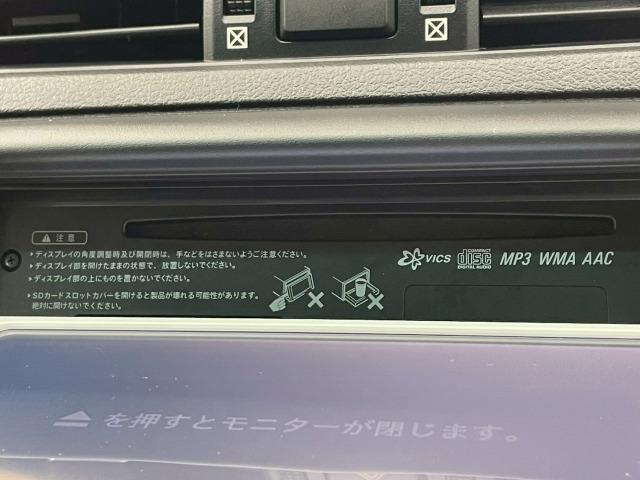 ⚠ 注意
▶ディスプレイの角度調整時及び開閉時は、手などをはさまないようご注意ください。
▶ディスプレイ部を開けたままの状態で、放置しないでください。
▶ディスプレイ部の上にものを置かないでください。
▶SDカードスロットカバーを開けると製品が壊れる可能性があります。
絶対に開けないでください。
VICS
COMPACT
disc
DIGITAL AUDIO
MP3 WMA AAC
⏏ を押すとモニターが閉じます。